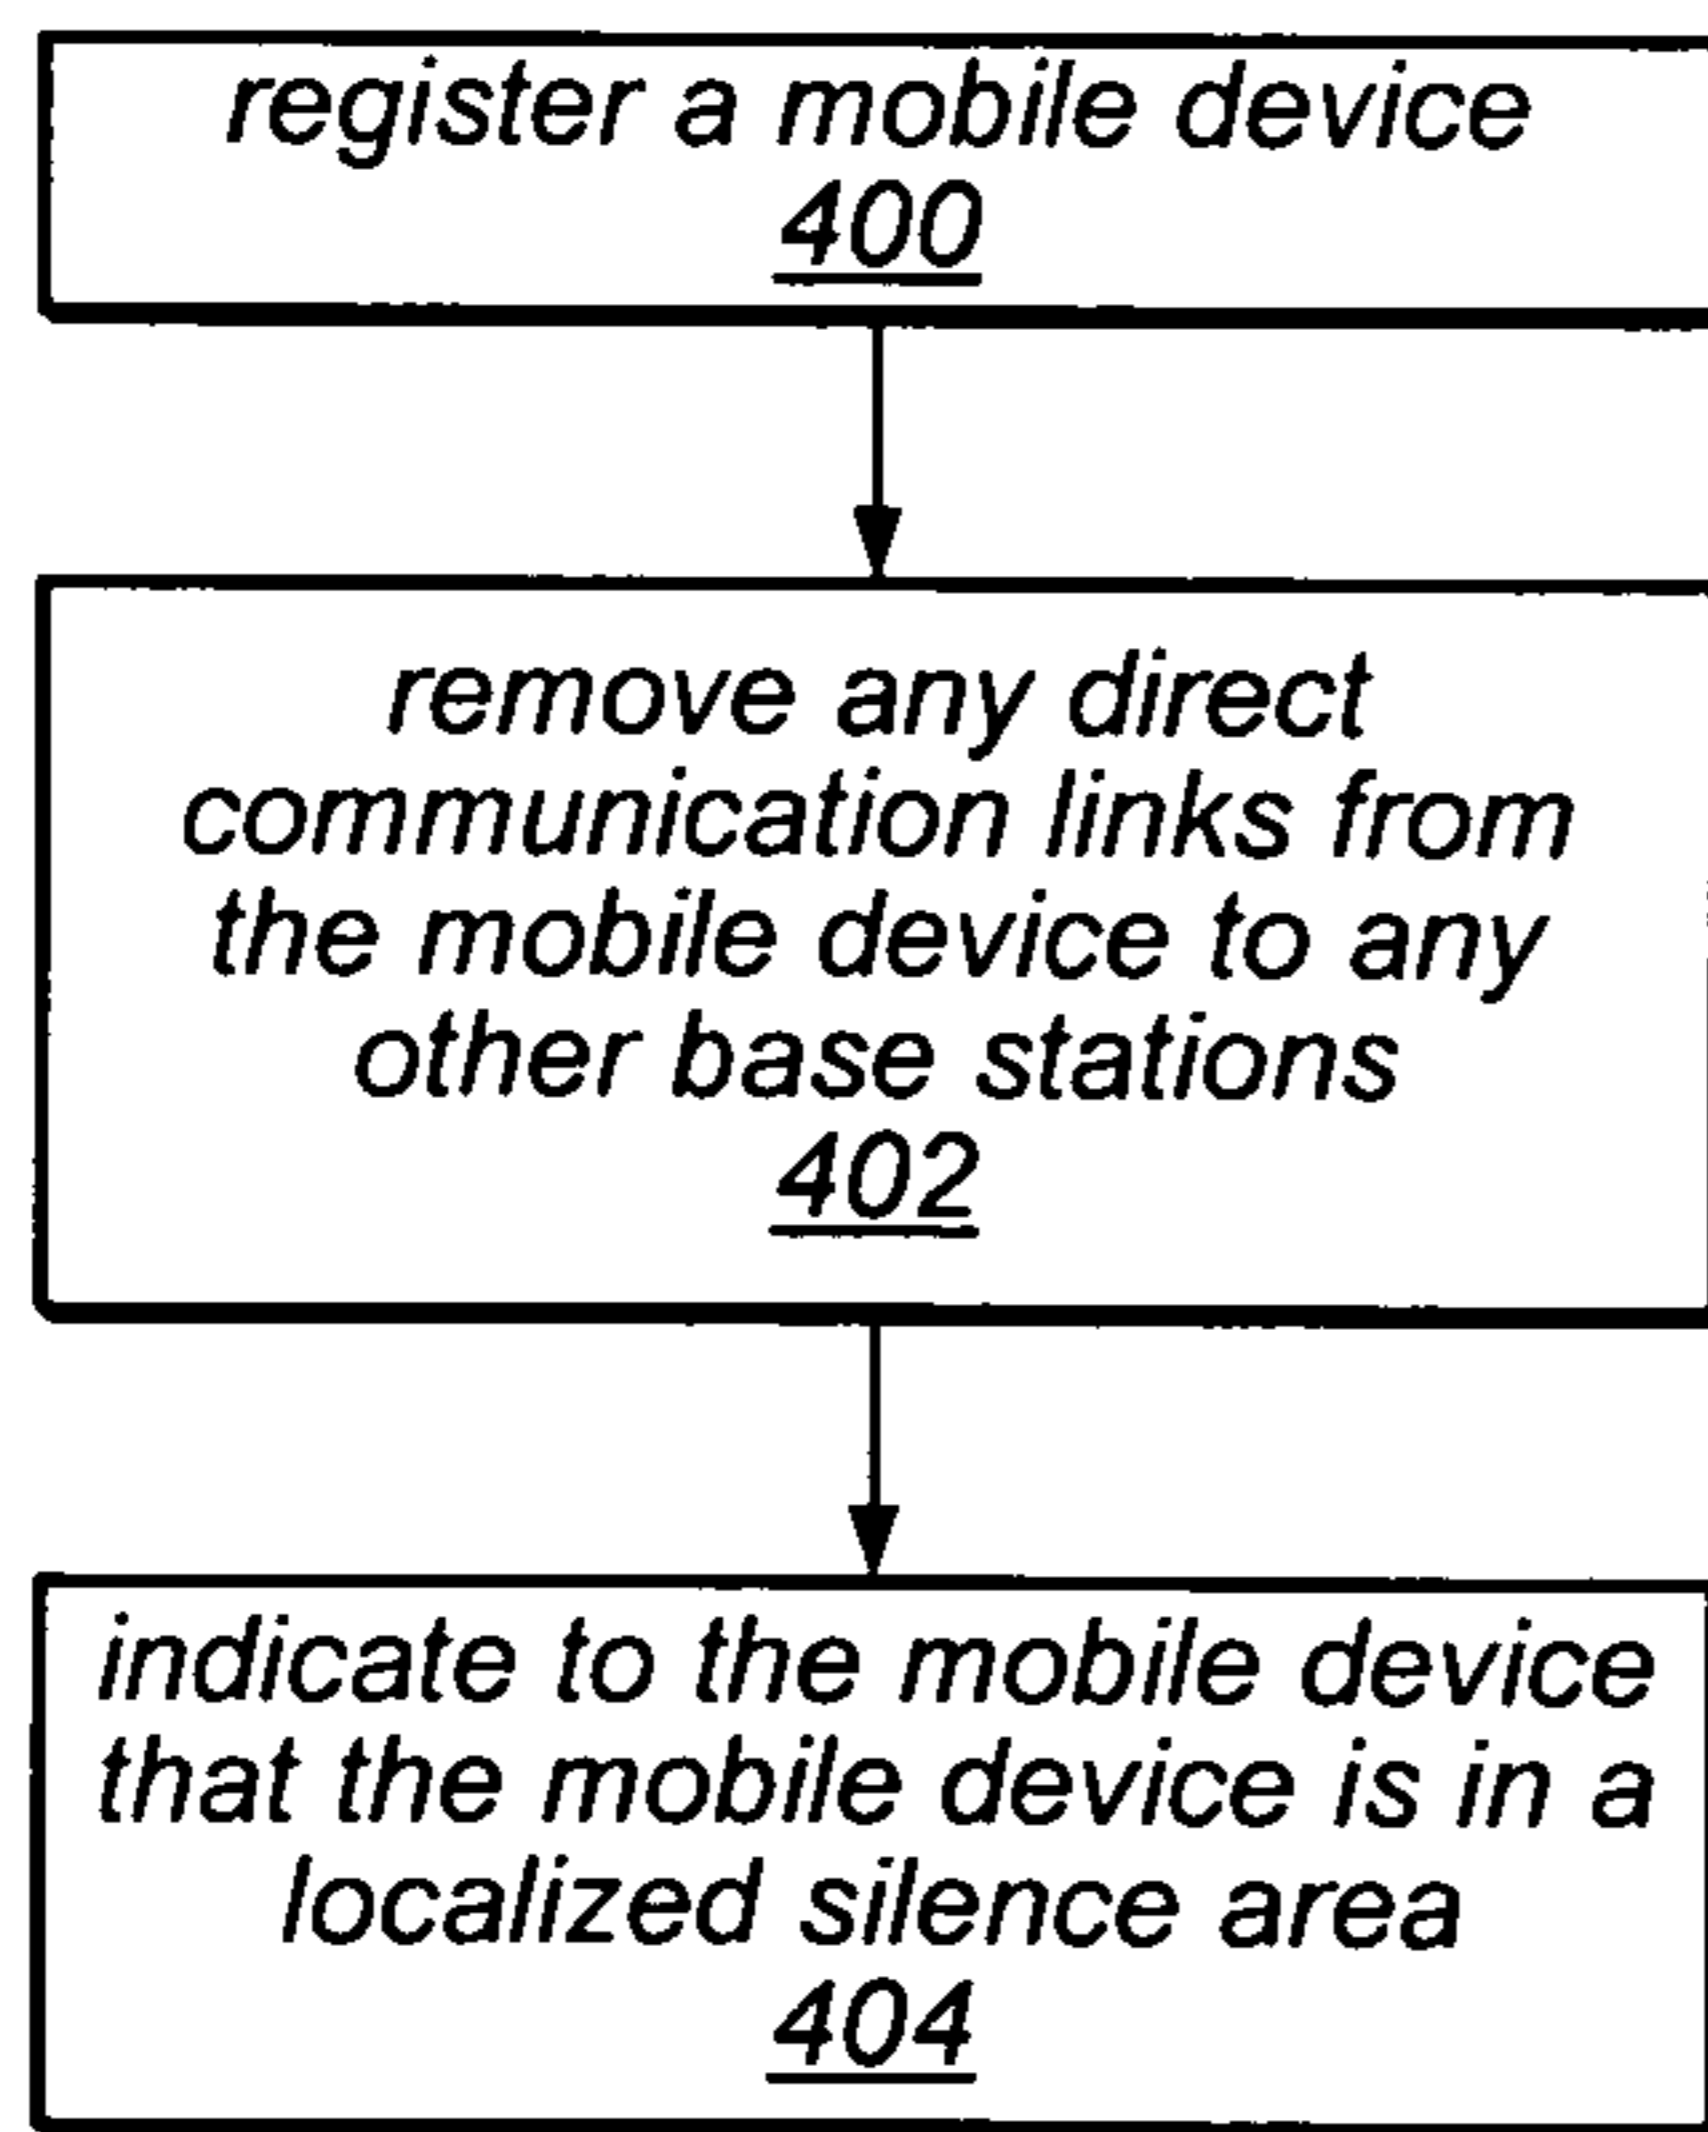 register a mobile device
400
remove any direct
communication links from
the mobile device to any
other base stations
402
indicate to the mobile device
that the mobile device is in a
localized silence area
404